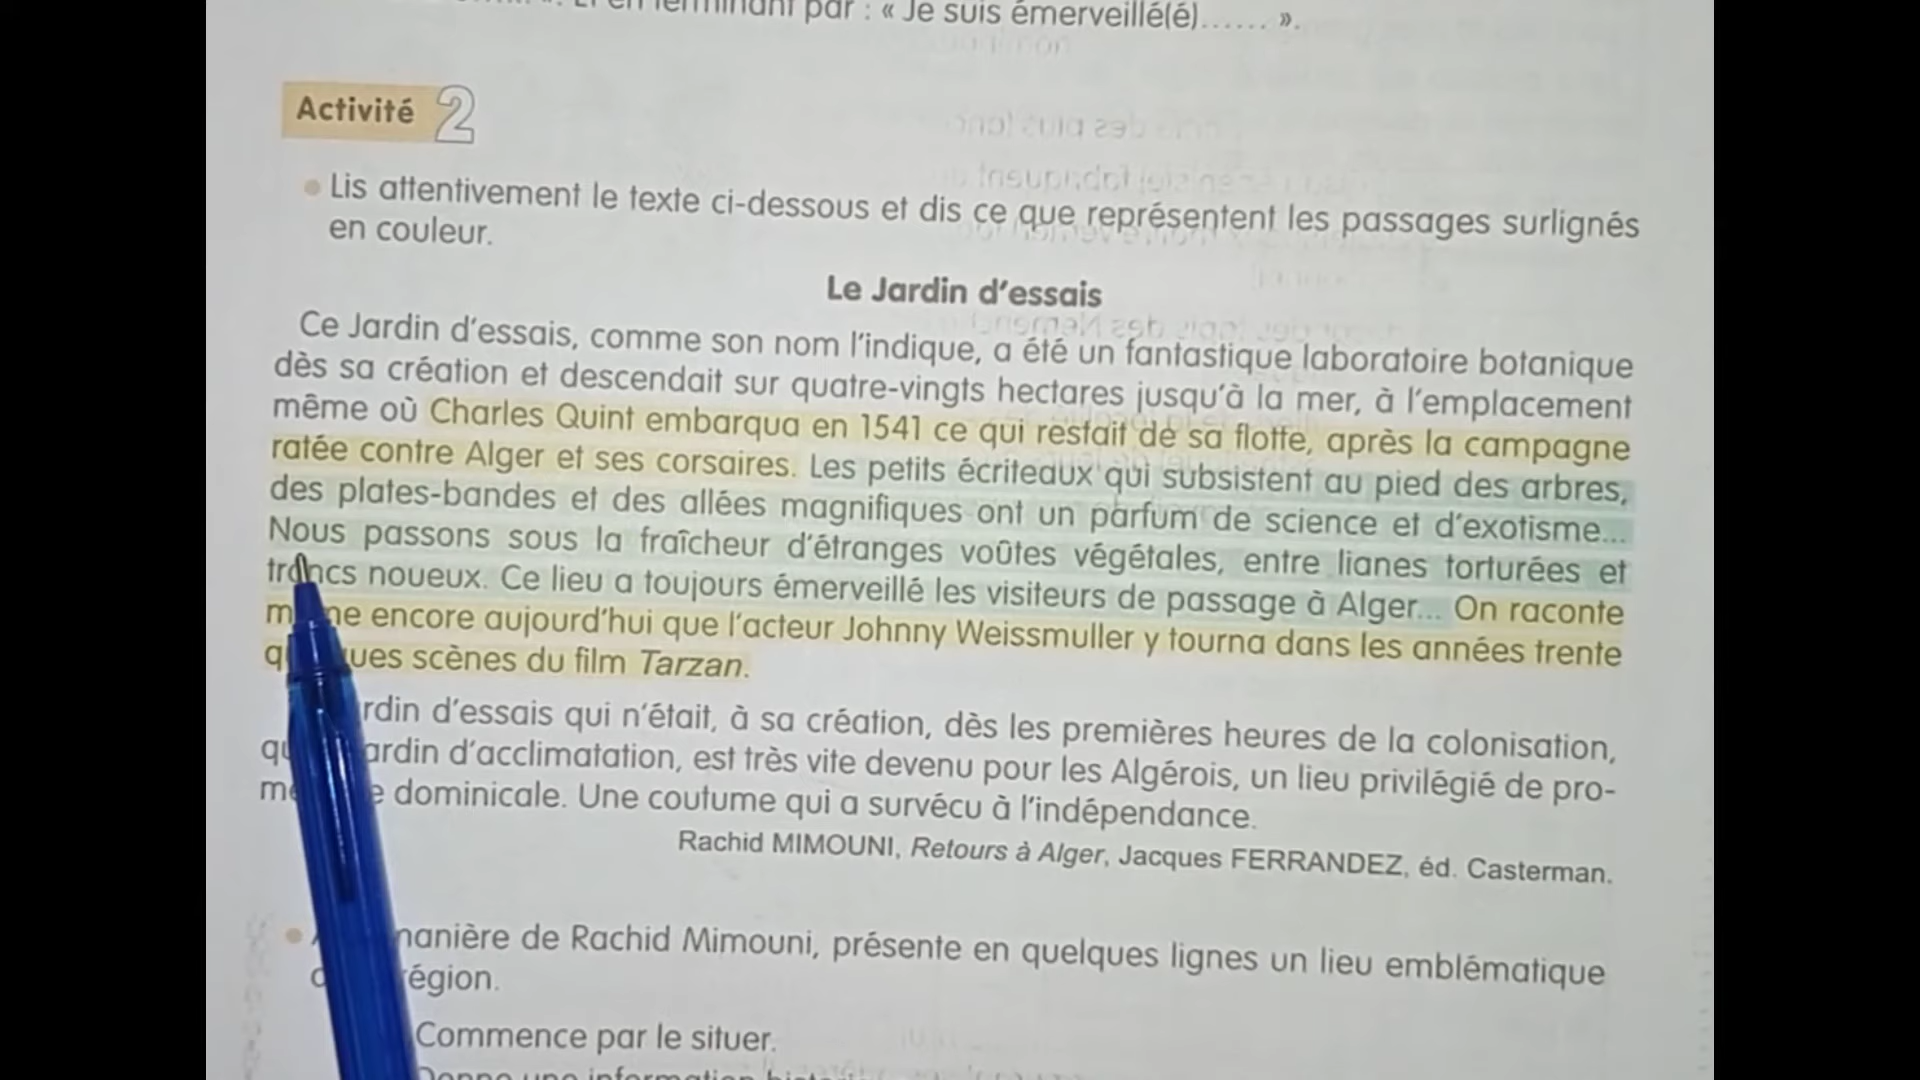 terminant par : « Je suis émerveillé(é)...... ».
Activité 2
Lis attentivement le texte ci-dessous et dis ce que représentent les passages surlignés
en couleur.
Le Jardin d'essais
Ce Jardin d'essais, comme son nom l'indique, a été un fantastique laboratoire botanique
dès sa création et descendait sur quatre-vingts hectares jusqu'à la mer, à l'emplacement
même où Charles Quint embarqua en 1541 ce qui restait de sa flotte, après la campagne
ratée contre Alger et ses corsaires. Les petits écriteaux qui subsistent au pied des arbres,
des plates-bandes et des allées magnifiques ont un parfum de science et d'exotisme...
Nous passons sous la fraîcheur d'étranges voûtes végétales, entre lianes torturées et
troncs noueux. Ce lieu a toujours émerveillé les visiteurs de passage à Alger... On raconte
même encore aujourd'hui que l'acteur Johnny Weissmuller y tourna dans les années trente
quelques scènes du film Tarzan.
d'essais qui n'était, à sa création, dès les premières heures de la colonisation,
d'acclimatation, est très vite devenu pour les Algérois, un lieu privilégié de pro-
dominicale. Une coutume qui a survécu à l'indépendance.
Rachid MIMOUNI, Retours à Alger, Jacques FERRANDEZ, éd. Casterman.
manière de Rachid Mimouni, présente en quelques lignes un lieu emblématique
région.
Commence par le situer.
Donne une information